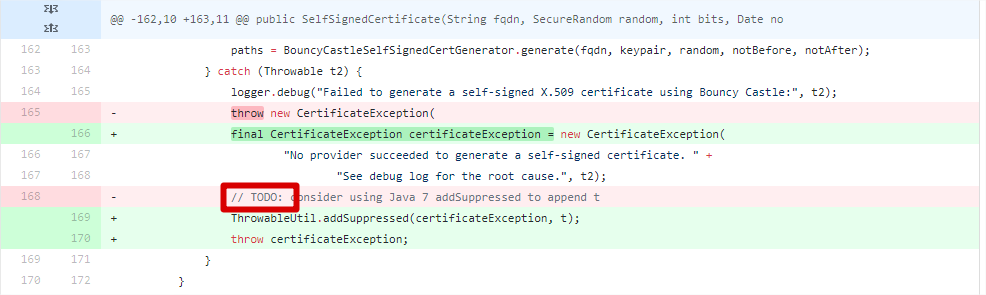 @@ -162,10 +163,11 @@ public SelfSignedCertificate(String fqdn, SecureRandom random, int bits, Date no
162 163 paths = BouncyCastleSelfSignedCertGenerator.generate(fqdn, keypair, random, notBefore, notAfter);
163 164 } catch (Throwable t2) {
164 165 logger.debug("Failed to generate a self-signed X.509 certificate using Bouncy Castle:", t2);
165 - throw new CertificateException(
166 + final CertificateException certificateException = new CertificateException(
166 167 "No provider succeeded to generate a self-signed certificate. " +
167 168 "See debug log for the root cause.", t2);
168 - // TODO: consider using Java 7 addSuppressed to append t
169 + ThrowableUtil.addSuppressed(certificateException, t);
170 + throw certificateException;
169 171 }
170 172 }